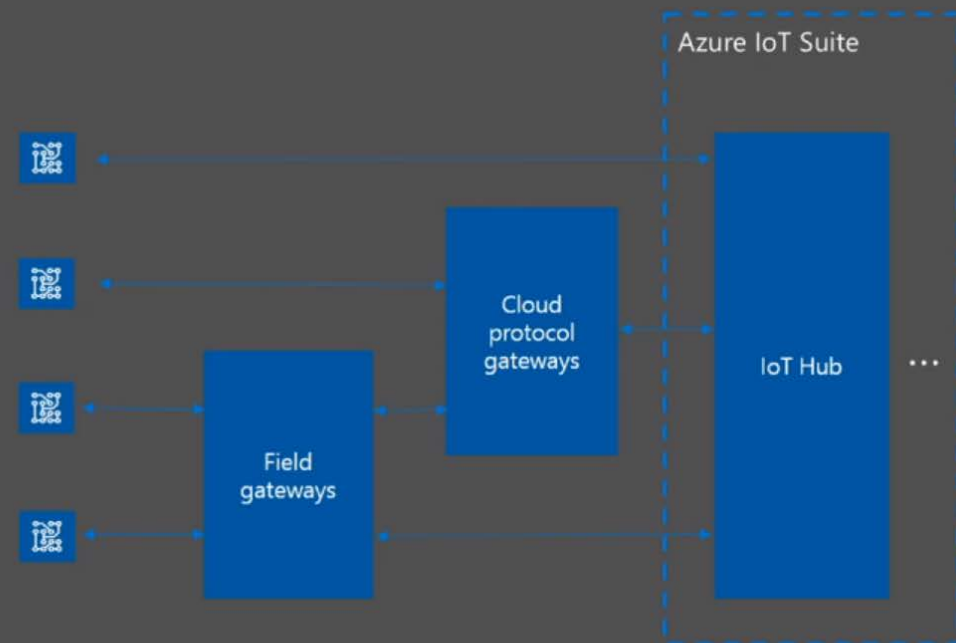 Azure IoT Suite
Cloud
protocol
gateways
IoT Hub
...
Field
gateways